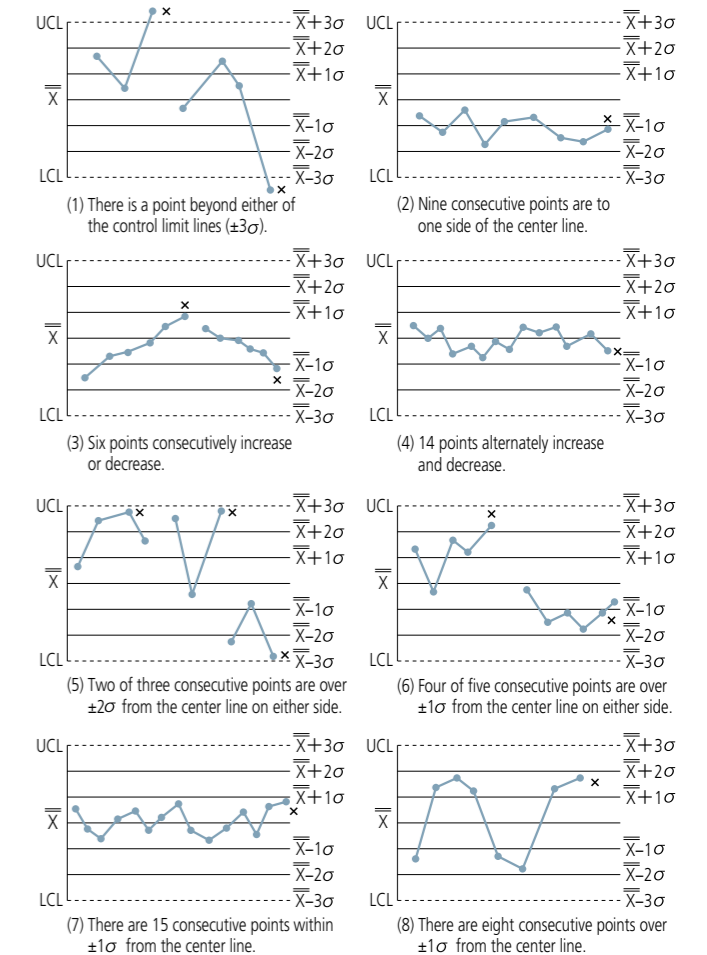 UCL
X̿+3σ
X̿+2σ
X̿+1σ
X̿
X̿–1σ
X̿–2σ
LCL
X̿–3σ
×
×
(1) There is a point beyond either of
the control limit lines (±3σ).
UCL
X̿+3σ
X̿+2σ
X̿+1σ
X̿
X̿–1σ
X̿–2σ
LCL
X̿–3σ
×
(2) Nine consecutive points are to
one side of the center line.
UCL
X̿+3σ
X̿+2σ
X̿+1σ
X̿
X̿–1σ
X̿–2σ
LCL
X̿–3σ
×
×
(3) Six points consecutively increase
or decrease.
UCL
X̿+3σ
X̿+2σ
X̿+1σ
X̿
X̿–1σ
X̿–2σ
LCL
X̿–3σ
×
(4) 14 points alternately increase
and decrease.
UCL
X̿+3σ
X̿+2σ
X̿+1σ
X̿
X̿–1σ
X̿–2σ
LCL
X̿–3σ
×
×
×
(5) Two of three consecutive points are over
±2σ from the center line on either side.
UCL
X̿+3σ
X̿+2σ
X̿+1σ
X̿
X̿–1σ
X̿–2σ
LCL
X̿–3σ
×
×
(6) Four of five consecutive points are over
±1σ from the center line on either side.
UCL
X̿+3σ
X̿+2σ
X̿+1σ
X̿
X̿–1σ
X̿–2σ
LCL
X̿–3σ
×
(7) There are 15 consecutive points within
±1σ from the center line.
UCL
X̿+3σ
X̿+2σ
X̿+1σ
X̿
X̿–1σ
X̿–2σ
LCL
X̿–3σ
×
(8) There are eight consecutive points over
±1σ from the center line.